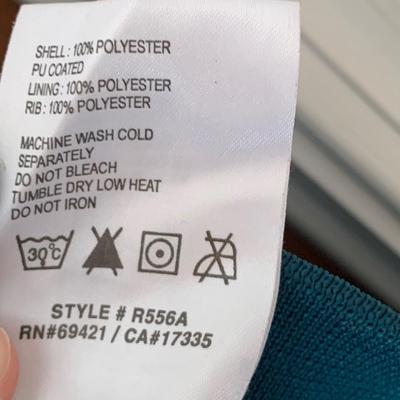 SHELL : 100% POLYESTER
PU COATED
LINING : 100% POLYESTER
RIB : 100% POLYESTER
MACHINE WASH COLD
SEPARATELY
DO NOT BLEACH
TUMBLE DRY LOW HEAT
DO NOT IRON
30°C
STYLE # R556A
RN#69421 / CA#17335